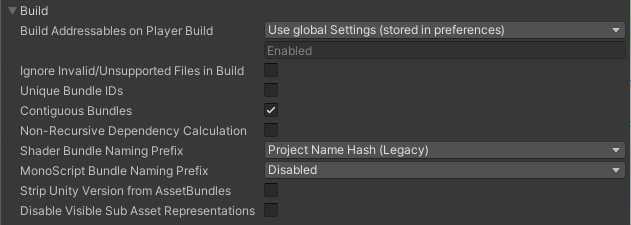 Build
Build Addressables on Player Build Use global Settings (stored in preferences)
Enabled
Ignore Invalid/Unsupported Files in Build
Unique Bundle IDs
Contiguous Bundles
Non-Recursive Dependency Calculation
Shader Bundle Naming Prefix Project Name Hash (Legacy)
MonoScript Bundle Naming Prefix Disabled
Strip Unity Version from AssetBundles
Disable Visible Sub Asset Representations